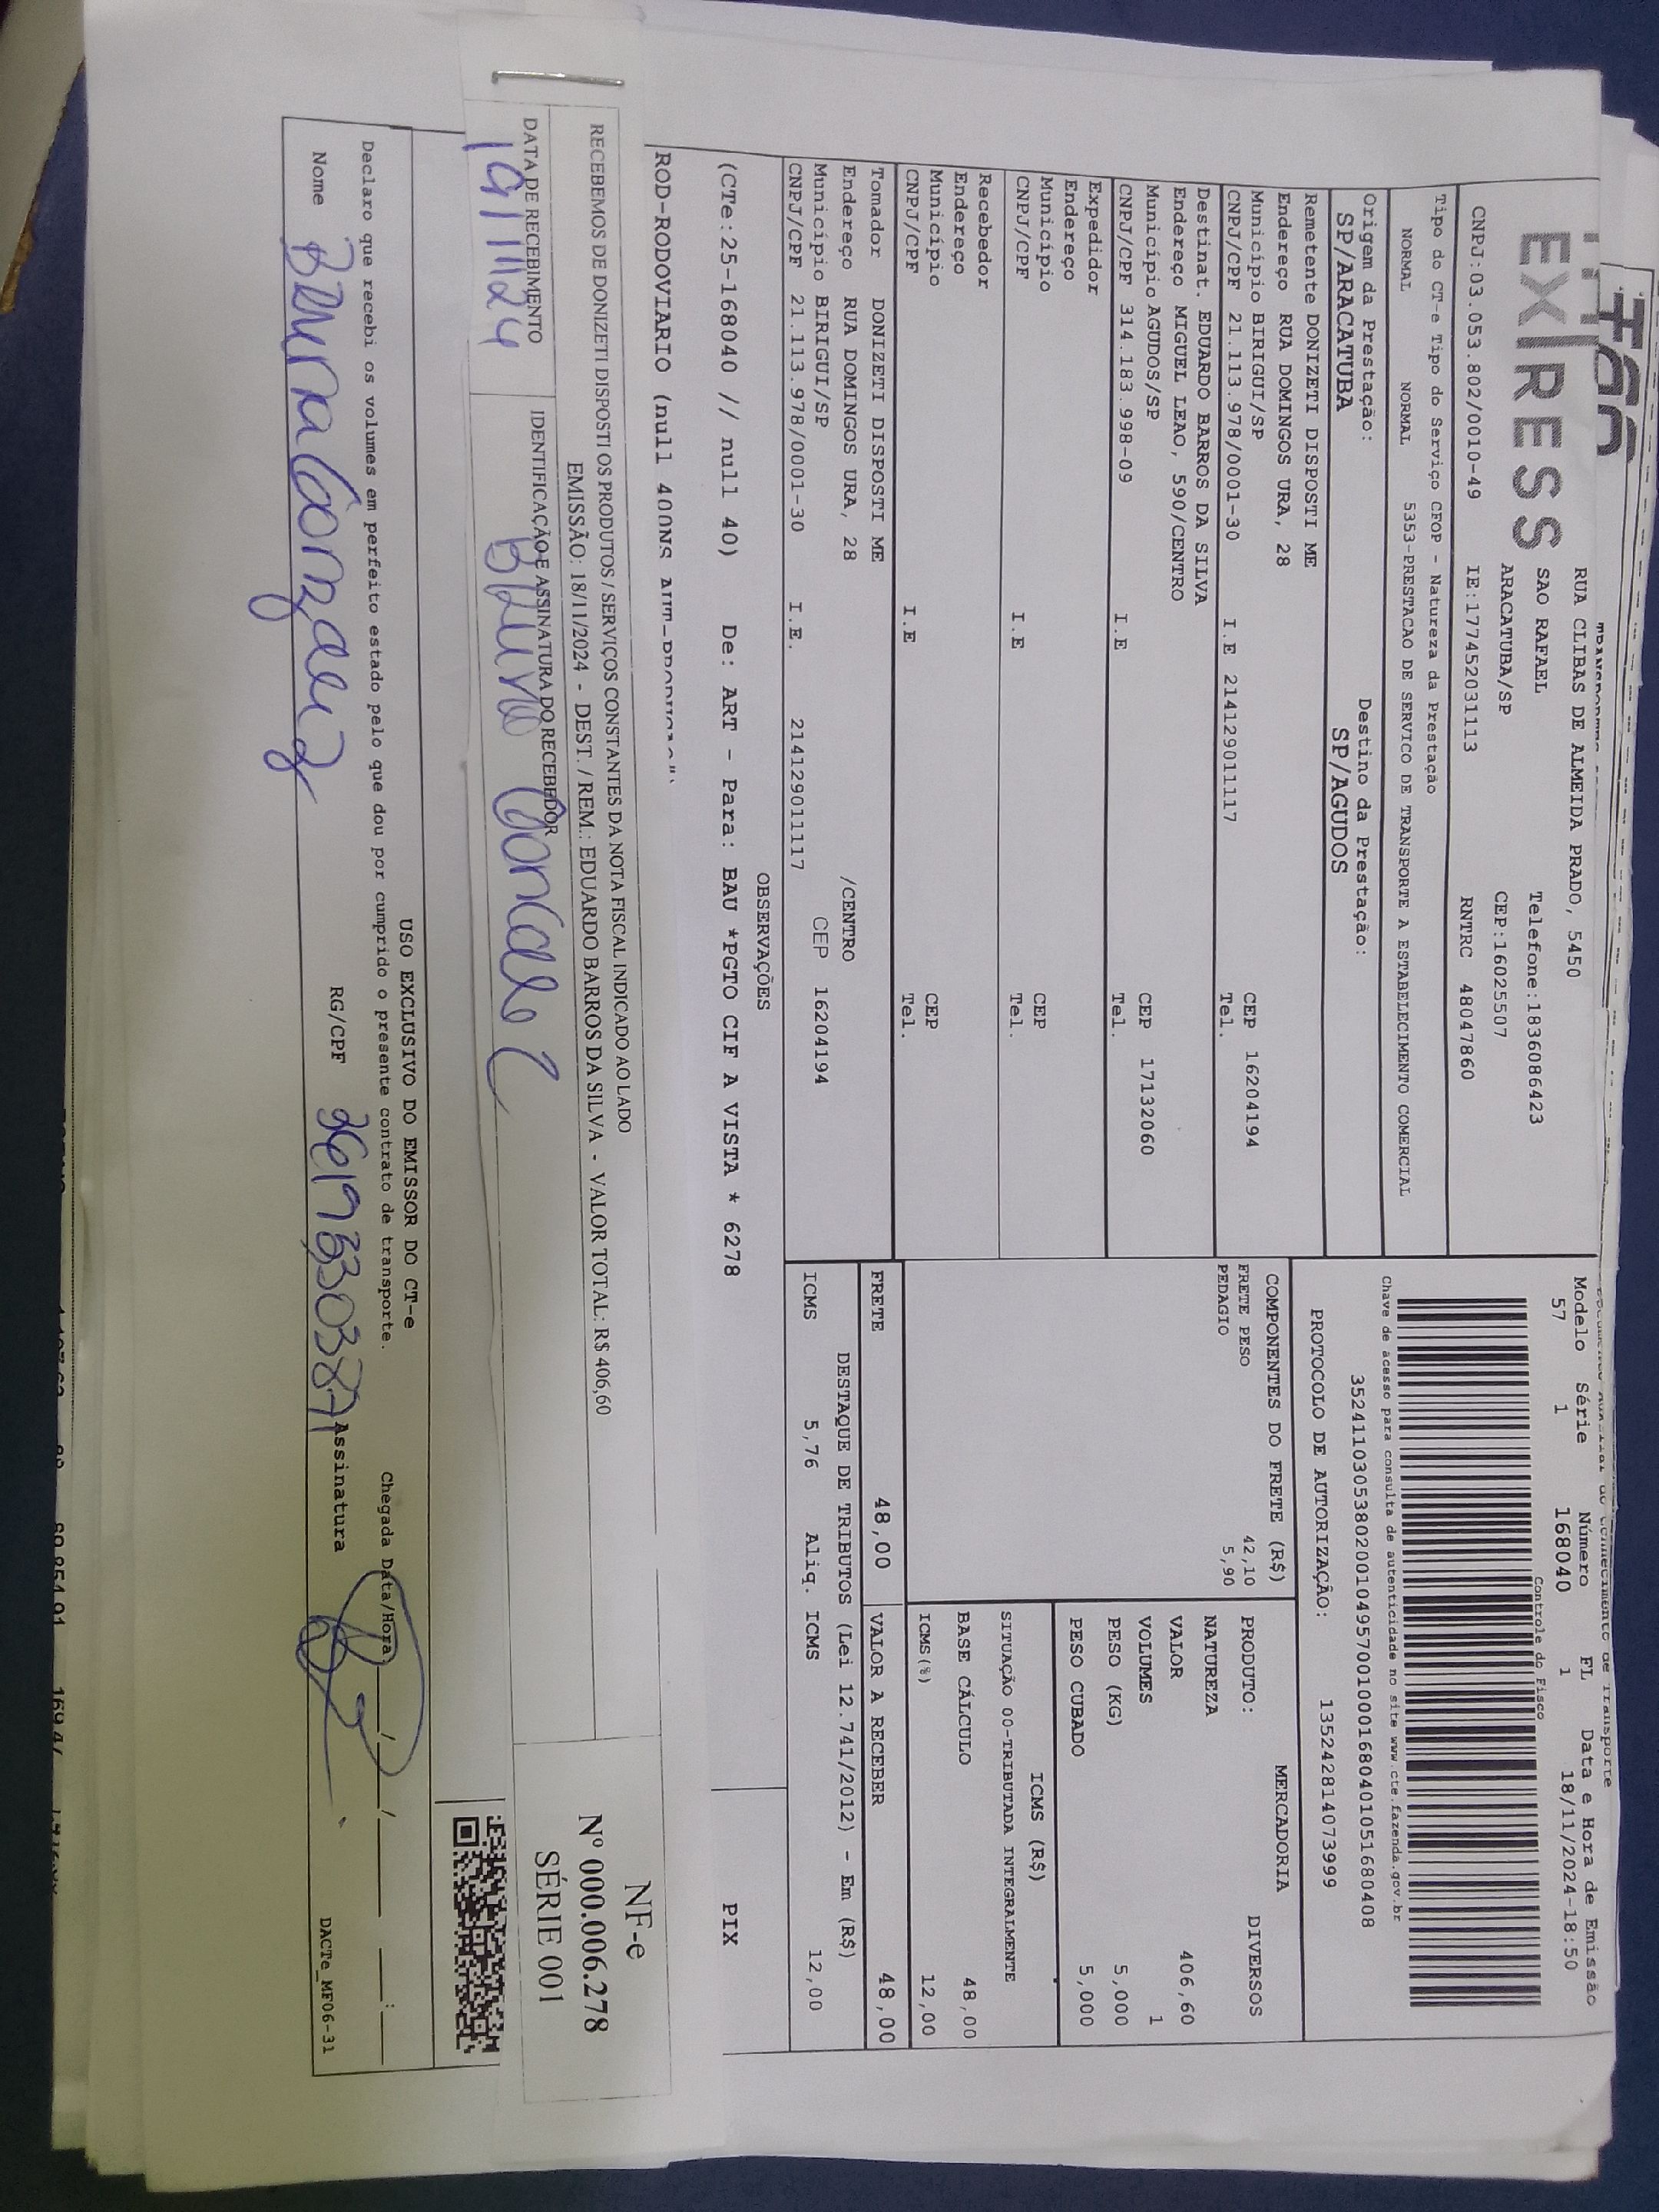 EX RESS
RUA CLIBAS DE ALMEIDA PRADO, 5450
SAO RAFAEL Telefone:1836086423
ARACATUBA/SP CEP:16025507
CNPJ:03.053.802/0010-49 IE:177452031113 RNTRC 48047860
Modelo Série Número FL Data e Hora de Emissão
57 1 168040 1 18/11/2024-18:50
Controle do Fisco
Chave de acesso para consulta de autenticidade no site www.cte.fazenda.gov.br
35241103053802001049570010001680401051680408
PROTOCOLO DE AUTORIZAÇÃO: 135242814073999
Tipo do CT-e Tipo do Serviço CFOP - Natureza da Prestação
NORMAL NORMAL 5353-PRESTACAO DE SERVICO DE TRANSPORTE A ESTABELECIMENTO COMERCIAL
Origem da Prestação: Destino da Prestação:
SP/ARACATUBA SP/AGUDOS
Remetente DONIZETI DISPOSTI ME
Endereço RUA DOMINGOS URA, 28
Município BIRIGUI/SP CEP 16204194
CNPJ/CPF 21.113.978/0001-30 I.E 214129011117 Tel.
Destinat. EDUARDO BARROS DA SILVA
Endereço MIGUEL LEAO, 590/CENTRO
Município AGUDOS/SP CEP 17132060
CNPJ/CPF 314.183.998-09 I.E Tel.
Expedidor
Endereço
Município CEP
CNPJ/CPF I.E Tel.
Recebedor
Endereço
Município CEP
CNPJ/CPF I.E Tel.
Tomador DONIZETI DISPOSTI ME
Endereço RUA DOMINGOS URA, 28 /CENTRO
Município BIRIGUI/SP CEP 16204194
CNPJ/CPF 21.113.978/0001-30 I.E. 214129011117
COMPONENTES DO FRETE (R$)
FRETE PESO 42,10
PEDAGIO 5,90
MERCADORIA
PRODUTO: DIVERSOS
NATUREZA
VALOR 406,60
VOLUMES 1
PESO (KG) 5,000
PESO CUBADO 5,000
ICMS (R$)
SITUAÇÃO 00-TRIBUTADA INTEGRALMENTE
BASE CÁLCULO 48,00
ICMS(%) 12,00
FRETE 48,00 VALOR A RECEBER 48,00
DESTAQUE DE TRIBUTOS (Lei 12.741/2012) - Em (R$)
ICMS 5,76 Aliq. ICMS 12,00
OBSERVAÇÕES
(CTe:25-168040 // null 40) De: ART - Para: BAU *PGTO CIF A VISTA * 6278 PIX
ROD-RODOVIARIO (null
RECEBEMOS DE DONIZETI DISPOSTI OS PRODUTOS / SERVIÇOS CONSTANTES DA NOTA FISCAL INDICADO AO LADO
EMISSÃO: 18/11/2024 - DEST. / REM.: EDUARDO BARROS DA SILVA - VALOR TOTAL: R$ 406,60
NF-e
Nº 000.006.278
SÉRIE 001
DATA DE RECEBIMENTO IDENTIFICAÇÃO E ASSINATURA DO RECEBEDOR
19/11/24 Bruna
USO EXCLUSIVO DO EMISSOR DO CT-e
Declaro que recebi os volumes em perfeito estado pelo que dou por cumprido o presente contrato de transporte. Chegada Data/Hora / / :
Nome Bruna Gonzalez RG/CPF Assinatura
DACTe_MF06-31